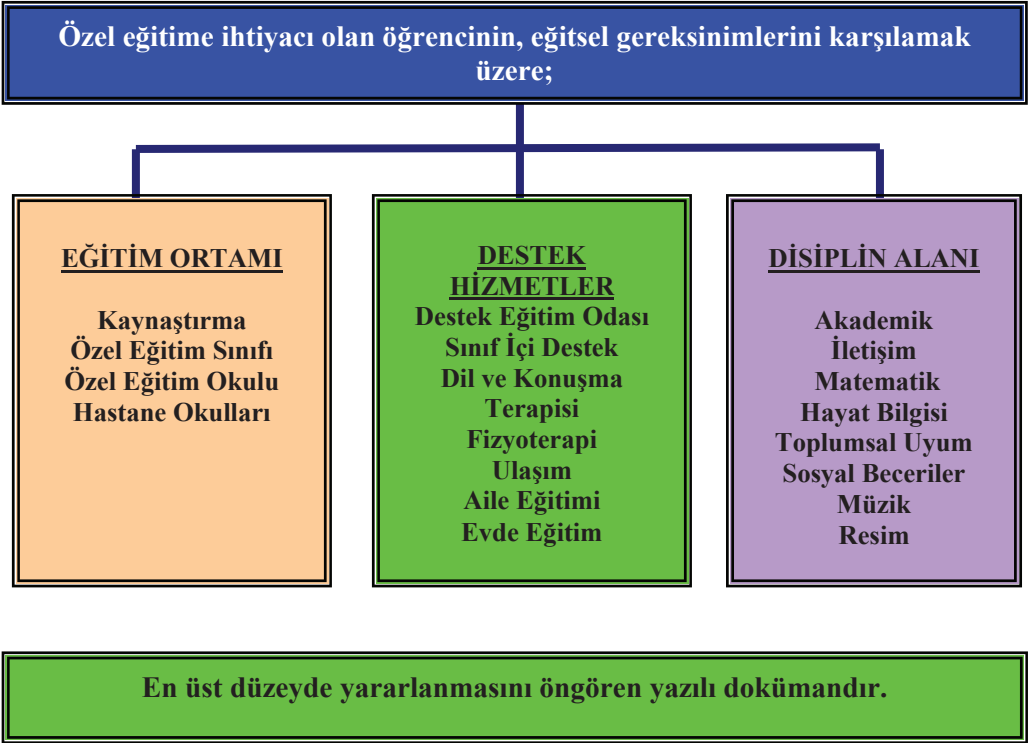 Özel eğitime ihtiyacı olan öğrencinin, eğitsel gereksinimlerini karşılamak
üzere;
EĞİTİM ORTAMI
Kaynaştırma
Özel Eğitim Sınıfı
Özel Eğitim Okulu
Hastane Okulları
DESTEK
HİZMETLER
Destek Eğitim Odası
Sınıf İçi Destek
Dil ve Konuşma
Terapisi
Fizyoterapi
Ulaşım
Aile Eğitimi
Evde Eğitim
DİSİPLİN ALANI
Akademik
İletişim
Matematik
Hayat Bilgisi
Toplumsal Uyum
Sosyal Beceriler
Müzik
Resim
En üst düzeyde yararlanmasını öngören yazılı dokümandır.